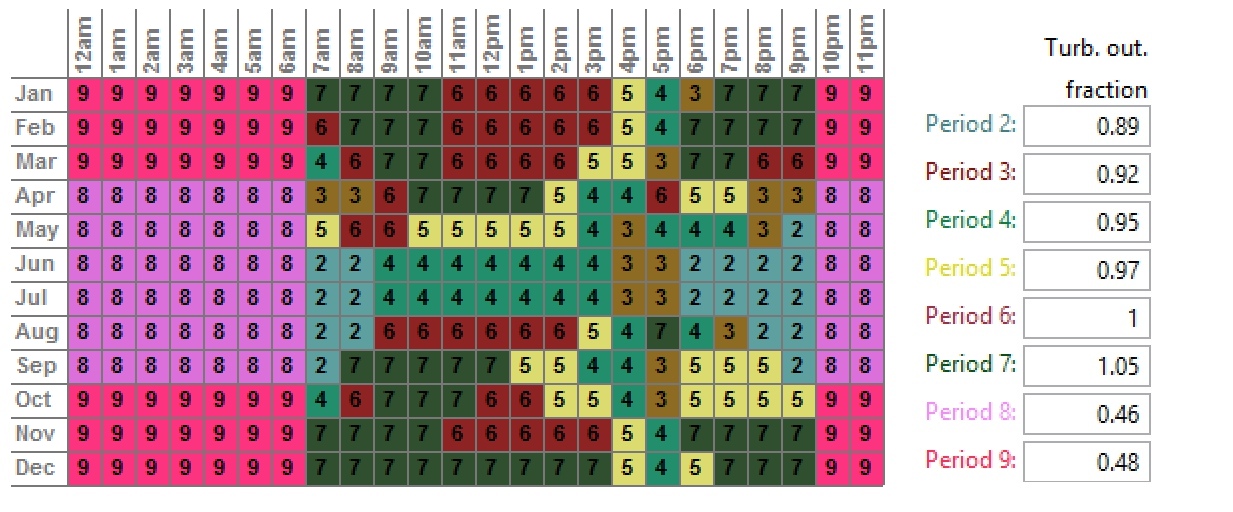 12am 1am 2am 3am 4am 5am 6am 7am 8am 9am 10am 11am 12pm 1pm 2pm 3pm 4pm 5pm 6pm 7pm 8pm 9pm 10pm 11pm
Jan 9 9 9 9 9 9 9 7 7 7 7 6 6 6 6 6 5 4 3 7 7 7 9 9
Feb 9 9 9 9 9 9 9 6 7 7 7 6 6 6 6 6 5 4 7 7 7 7 9 9
Mar 9 9 9 9 9 9 9 4 6 7 7 6 6 6 6 5 5 3 7 7 6 6 9 9
Apr 8 8 8 8 8 8 8 3 3 6 7 7 7 7 5 4 4 6 5 5 3 3 8 8
May 8 8 8 8 8 8 8 5 6 6 5 5 5 5 5 4 3 4 4 4 3 2 8 8
Jun 8 8 8 8 8 8 8 2 2 4 4 4 4 4 4 4 3 3 2 2 2 2 8 8
Jul 8 8 8 8 8 8 8 2 2 4 4 4 4 4 4 4 3 3 2 2 2 2 8 8
Aug 8 8 8 8 8 8 8 2 2 6 6 6 6 6 6 5 4 7 4 3 2 2 8 8
Sep 8 8 8 8 8 8 8 2 7 7 7 7 7 5 5 4 4 3 5 5 5 2 8 8
Oct 9 9 9 9 9 9 9 4 6 7 7 7 6 6 5 5 4 3 5 5 5 5 9 9
Nov 9 9 9 9 9 9 9 7 7 7 7 6 6 6 6 6 5 4 7 7 7 7 9 9
Dec 9 9 9 9 9 9 9 7 7 7 7 7 7 7 7 7 5 4 5 7 7 7 9 9
Turb. out.
fraction
Period 2: 0.89
Period 3: 0.92
Period 4: 0.95
Period 5: 0.97
Period 6: 1
Period 7: 1.05
Period 8: 0.46
Period 9: 0.48